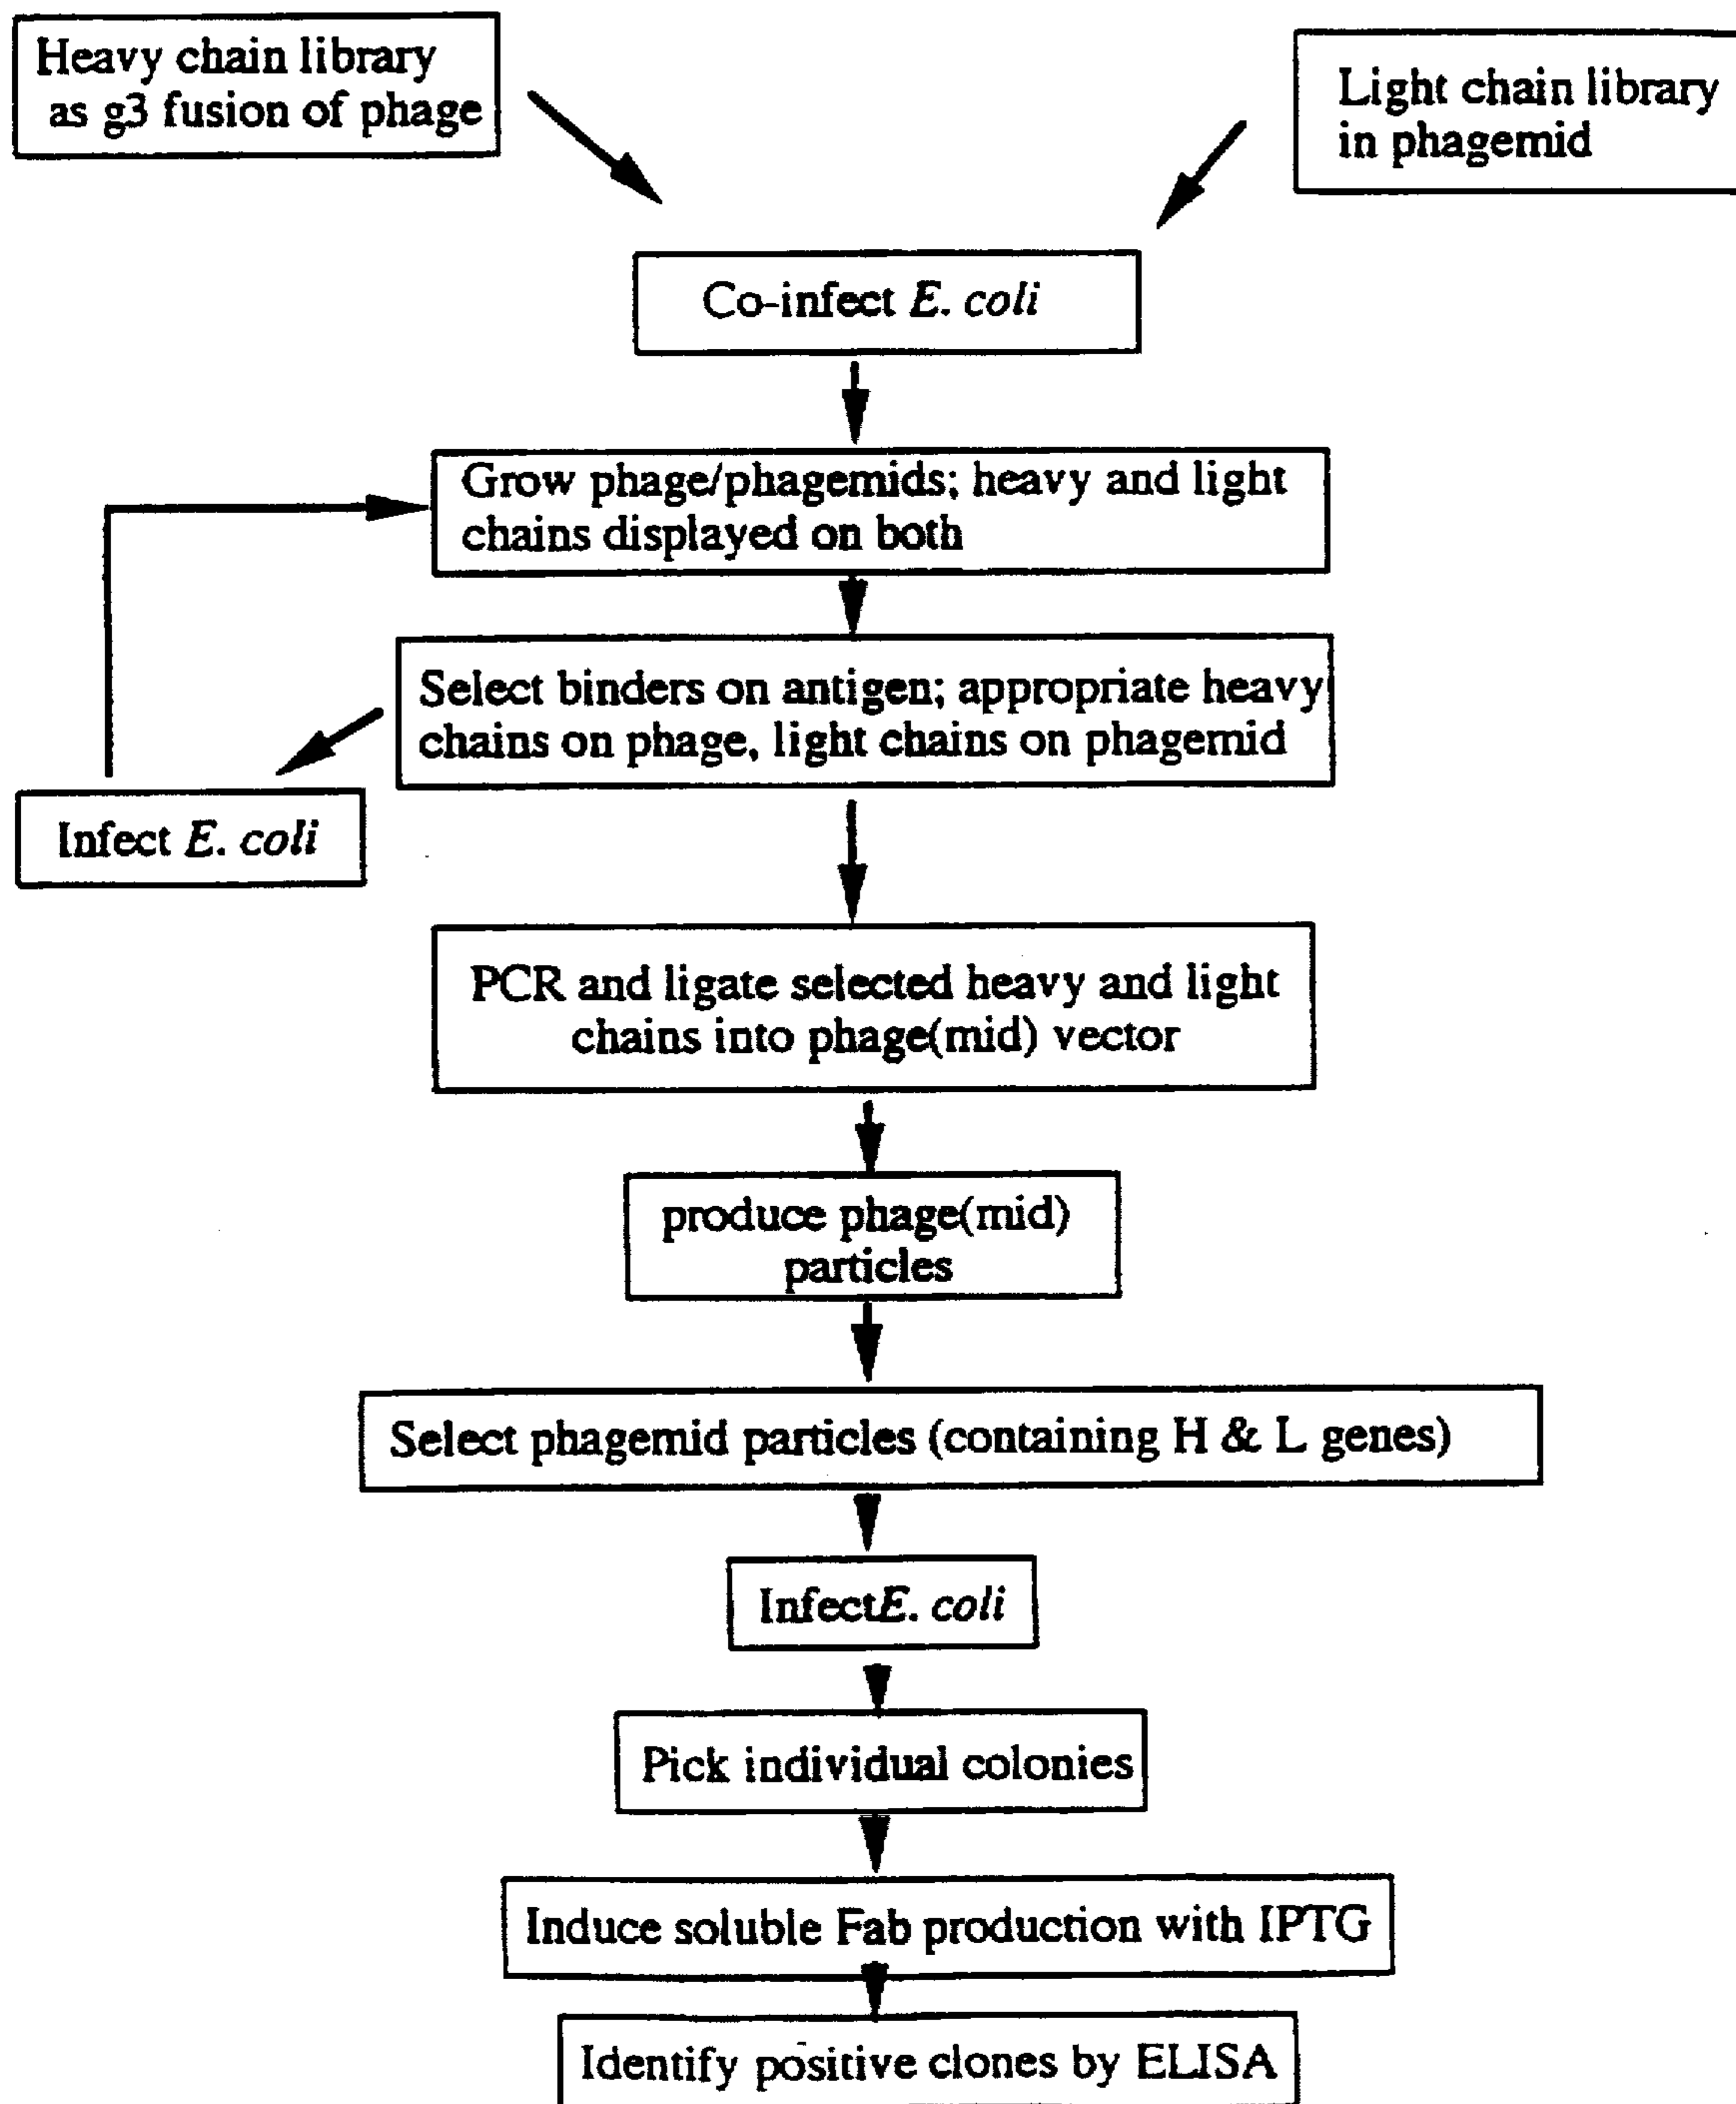 Heavy chain library
as g3 fusion of phage
Light chain library
in phagemid
Co-infect E. coli
Grow phage/phagemids; heavy and light
chains displayed on both
Select binders on antigen; appropriate heavy
chains on phage, light chains on phagemid
Infect E. coli
PCR and ligate selected heavy and light
chains into phage(mid) vector
produce phage(mid)
particles
Select phagemid particles (containing H & L genes)
InfectE. coli
Pick individual colonies
Induce soluble Fab production with IPTG
Identify positive clones by ELISA